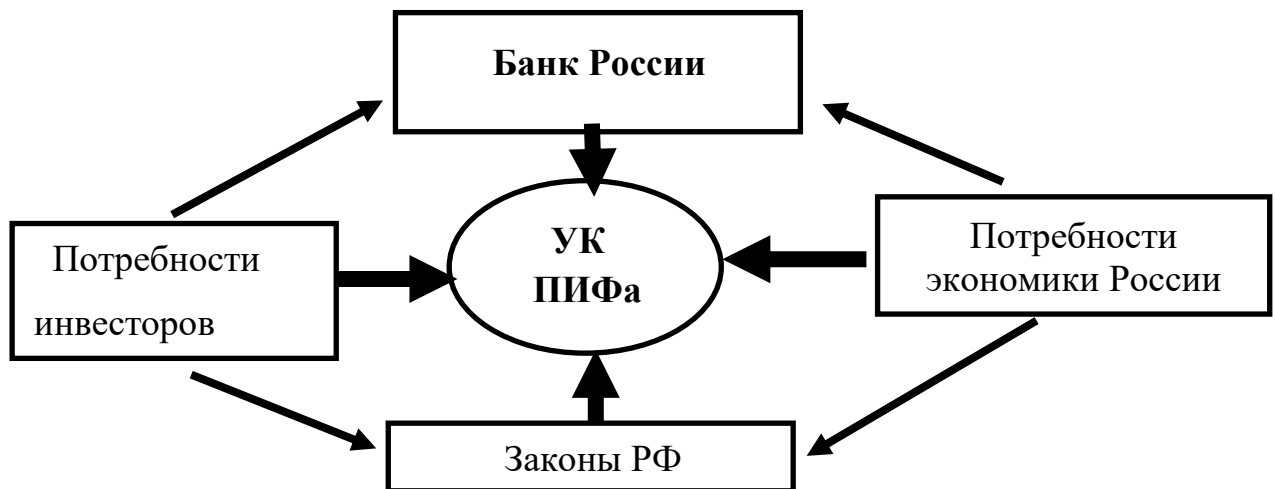 Банк России
УК
ПИФа
Потребности
инвесторов
Потребности
экономики России
Законы РФ